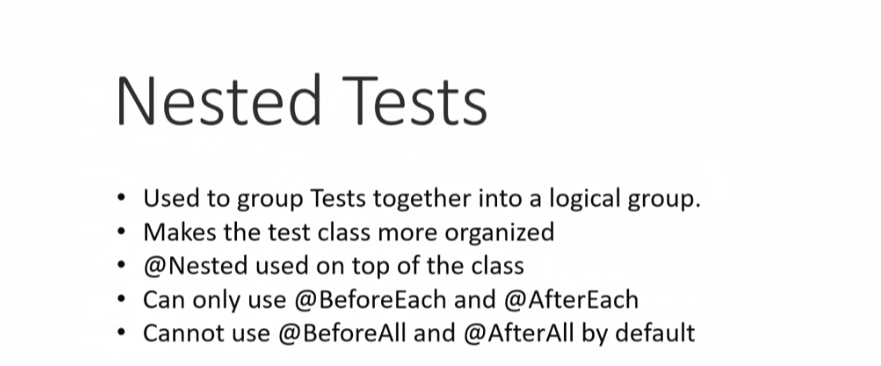 Nested Tests
• Used to group Tests together into a logical group.
• Makes the test class more organized
• @Nested used on top of the class
• Can only use @BeforeEach and @AfterEach
• Cannot use @BeforeAll and @AfterAll by default